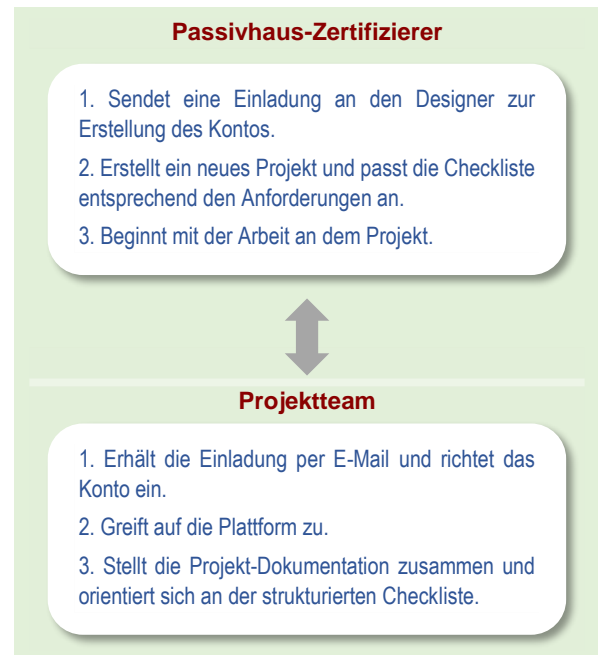 Passivhaus-Zertifizierer
1. Sendet eine Einladung an den Designer zur
Erstellung des Kontos.
2. Erstellt ein neues Projekt und passt die Checkliste
entsprechend den Anforderungen an.
3. Beginnt mit der Arbeit an dem Projekt.
Projektteam
1. Erhält die Einladung per E-Mail und richtet das
Konto ein.
2. Greift auf die Plattform zu.
3. Stellt die Projekt-Dokumentation zusammen und
orientiert sich an der strukturierten Checkliste.